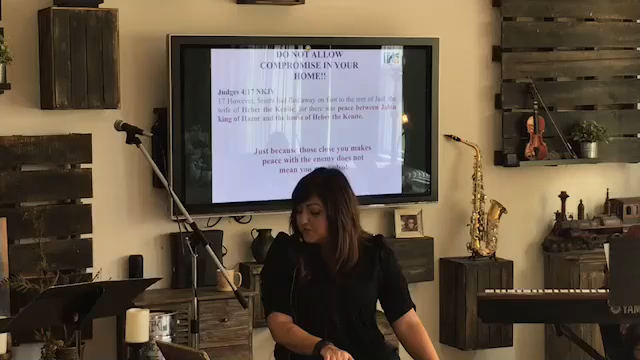 DO NOT ALLOW
COMPROMISE IN YOUR
HOME!!
Judges 4:17 NKJV
17 However, Sisera had fled away on foot to the tent of Jael, the
wife of Heber the Kenite; for there was peace between Jabin
king of Hazor and the house of Heber the Kenite.
Just because those close you makes
peace with the enemy does not
mean you
YAM